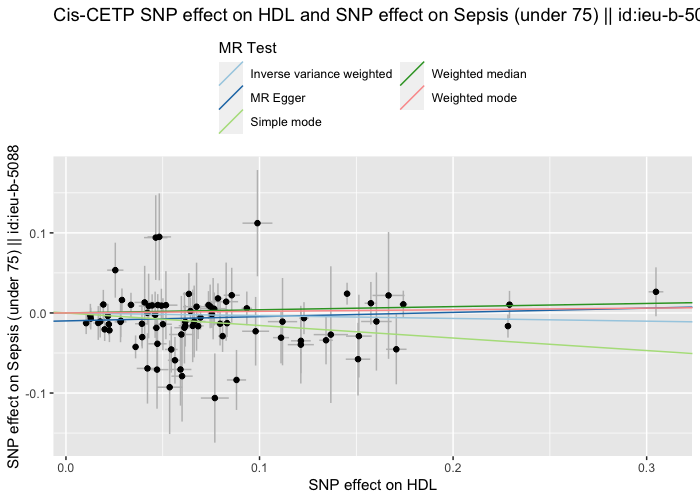 Cis-CETP SNP effect on HDL and SNP effect on Sepsis (under 75) || id:ieu-b-50
MR Test
Inverse variance weighted
Weighted median
MR Egger
Weighted mode
Simple mode
SNP effect on Sepsis (under 75) || id:ieu-b-5088
0.1
0.0
-0.1
0.0
0.1
0.2
0.3
SNP effect on HDL